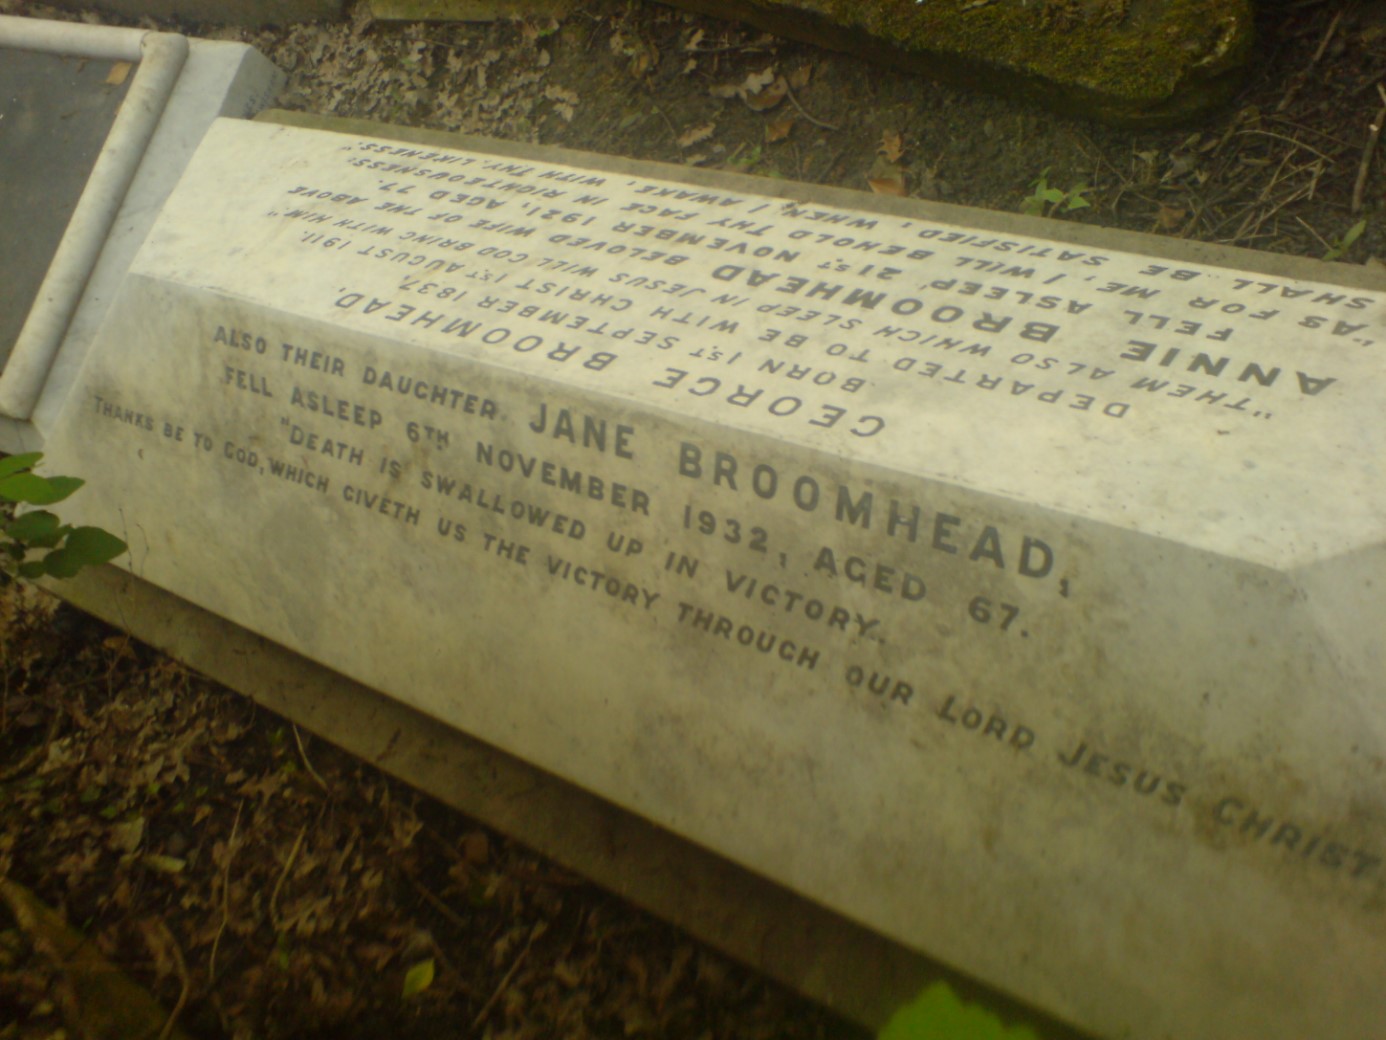 GEORGE BROOMHEAD,
BORN 1ST SEPTEMBER 1837,
DEPARTED TO BE WITH CHRIST 1ST AUGUST 1911.
"THEM ALSO WHICH SLEEP IN JESUS WILL GOD BRING WITH HIM."
ANNIE BROOMHEAD BELOVED WIFE OF THE ABOVE
FELL ASLEEP, 21ST NOVEMBER 1921, AGED 77.
"AS FOR ME, I WILL BEHOLD THY FACE IN RIGHTEOUSNESS:
SHALL BE SATISFIED, WHEN I AWAKE, WITH THY LIKENESS."
ALSO THEIR DAUGHTER JANE BROOMHEAD,
FELL ASLEEP 6TH NOVEMBER 1932, AGED 67.
"DEATH IS SWALLOWED UP IN VICTORY.
THANKS BE TO GOD, WHICH GIVETH US THE VICTORY THROUGH OUR LORD JESUS CHRIST